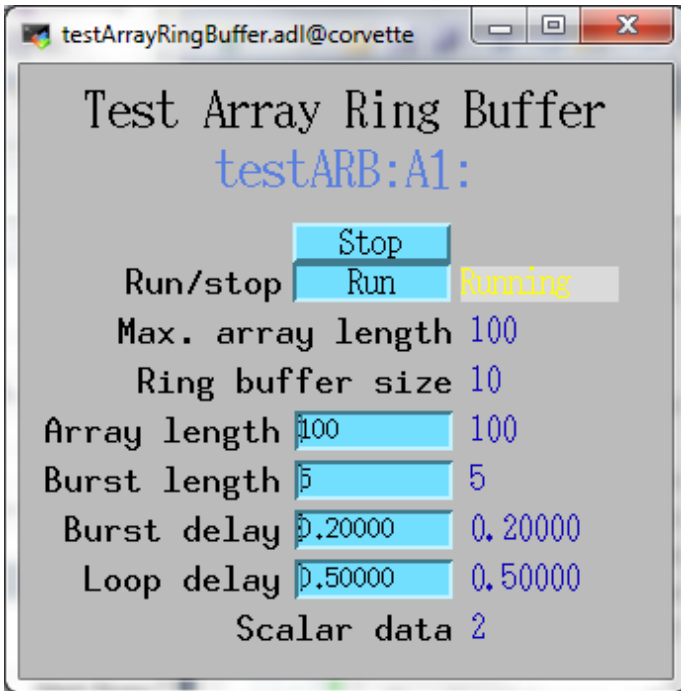 testArrayRingBuffer.adl@corvette
Test Array Ring Buffer
testARB:A1:
Stop
Run/stop Run Running
Max. array length 100
Ring buffer size 10
Array length 100 100
Burst length 5 5
Burst delay 0.20000 0.20000
Loop delay 0.50000 0.50000
Scalar data 2